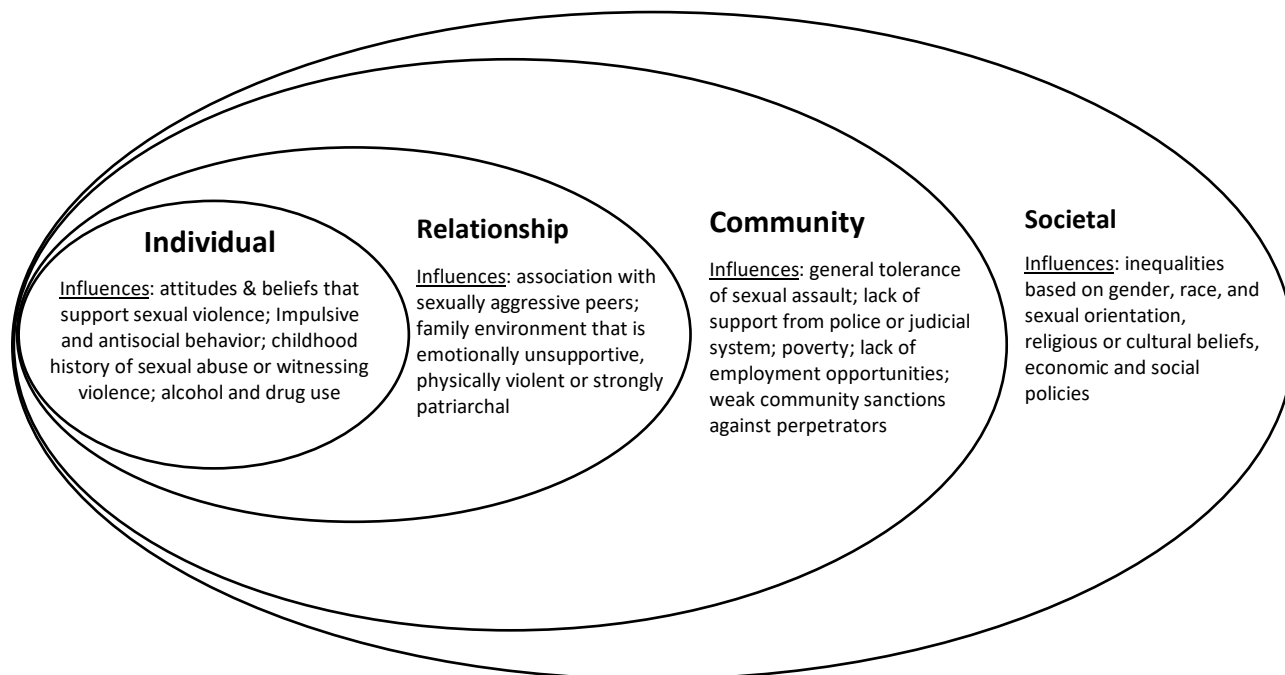 Individual
Influences: attitudes & beliefs that
support sexual violence; Impulsive
and antisocial behavior; childhood
history of sexual abuse or witnessing
violence; alcohol and drug use
Relationship
Influences: association with
sexually aggressive peers;
family environment that is
emotionally unsupportive,
physically violent or strongly
patriarchal
Community
Influences: general tolerance
of sexual assault; lack of
support from police or judicial
system; poverty; lack of
employment opportunities;
weak community sanctions
against perpetrators
Societal
Influences: inequalities
based on gender, race, and
sexual orientation,
religious or cultural beliefs,
economic and social
policies